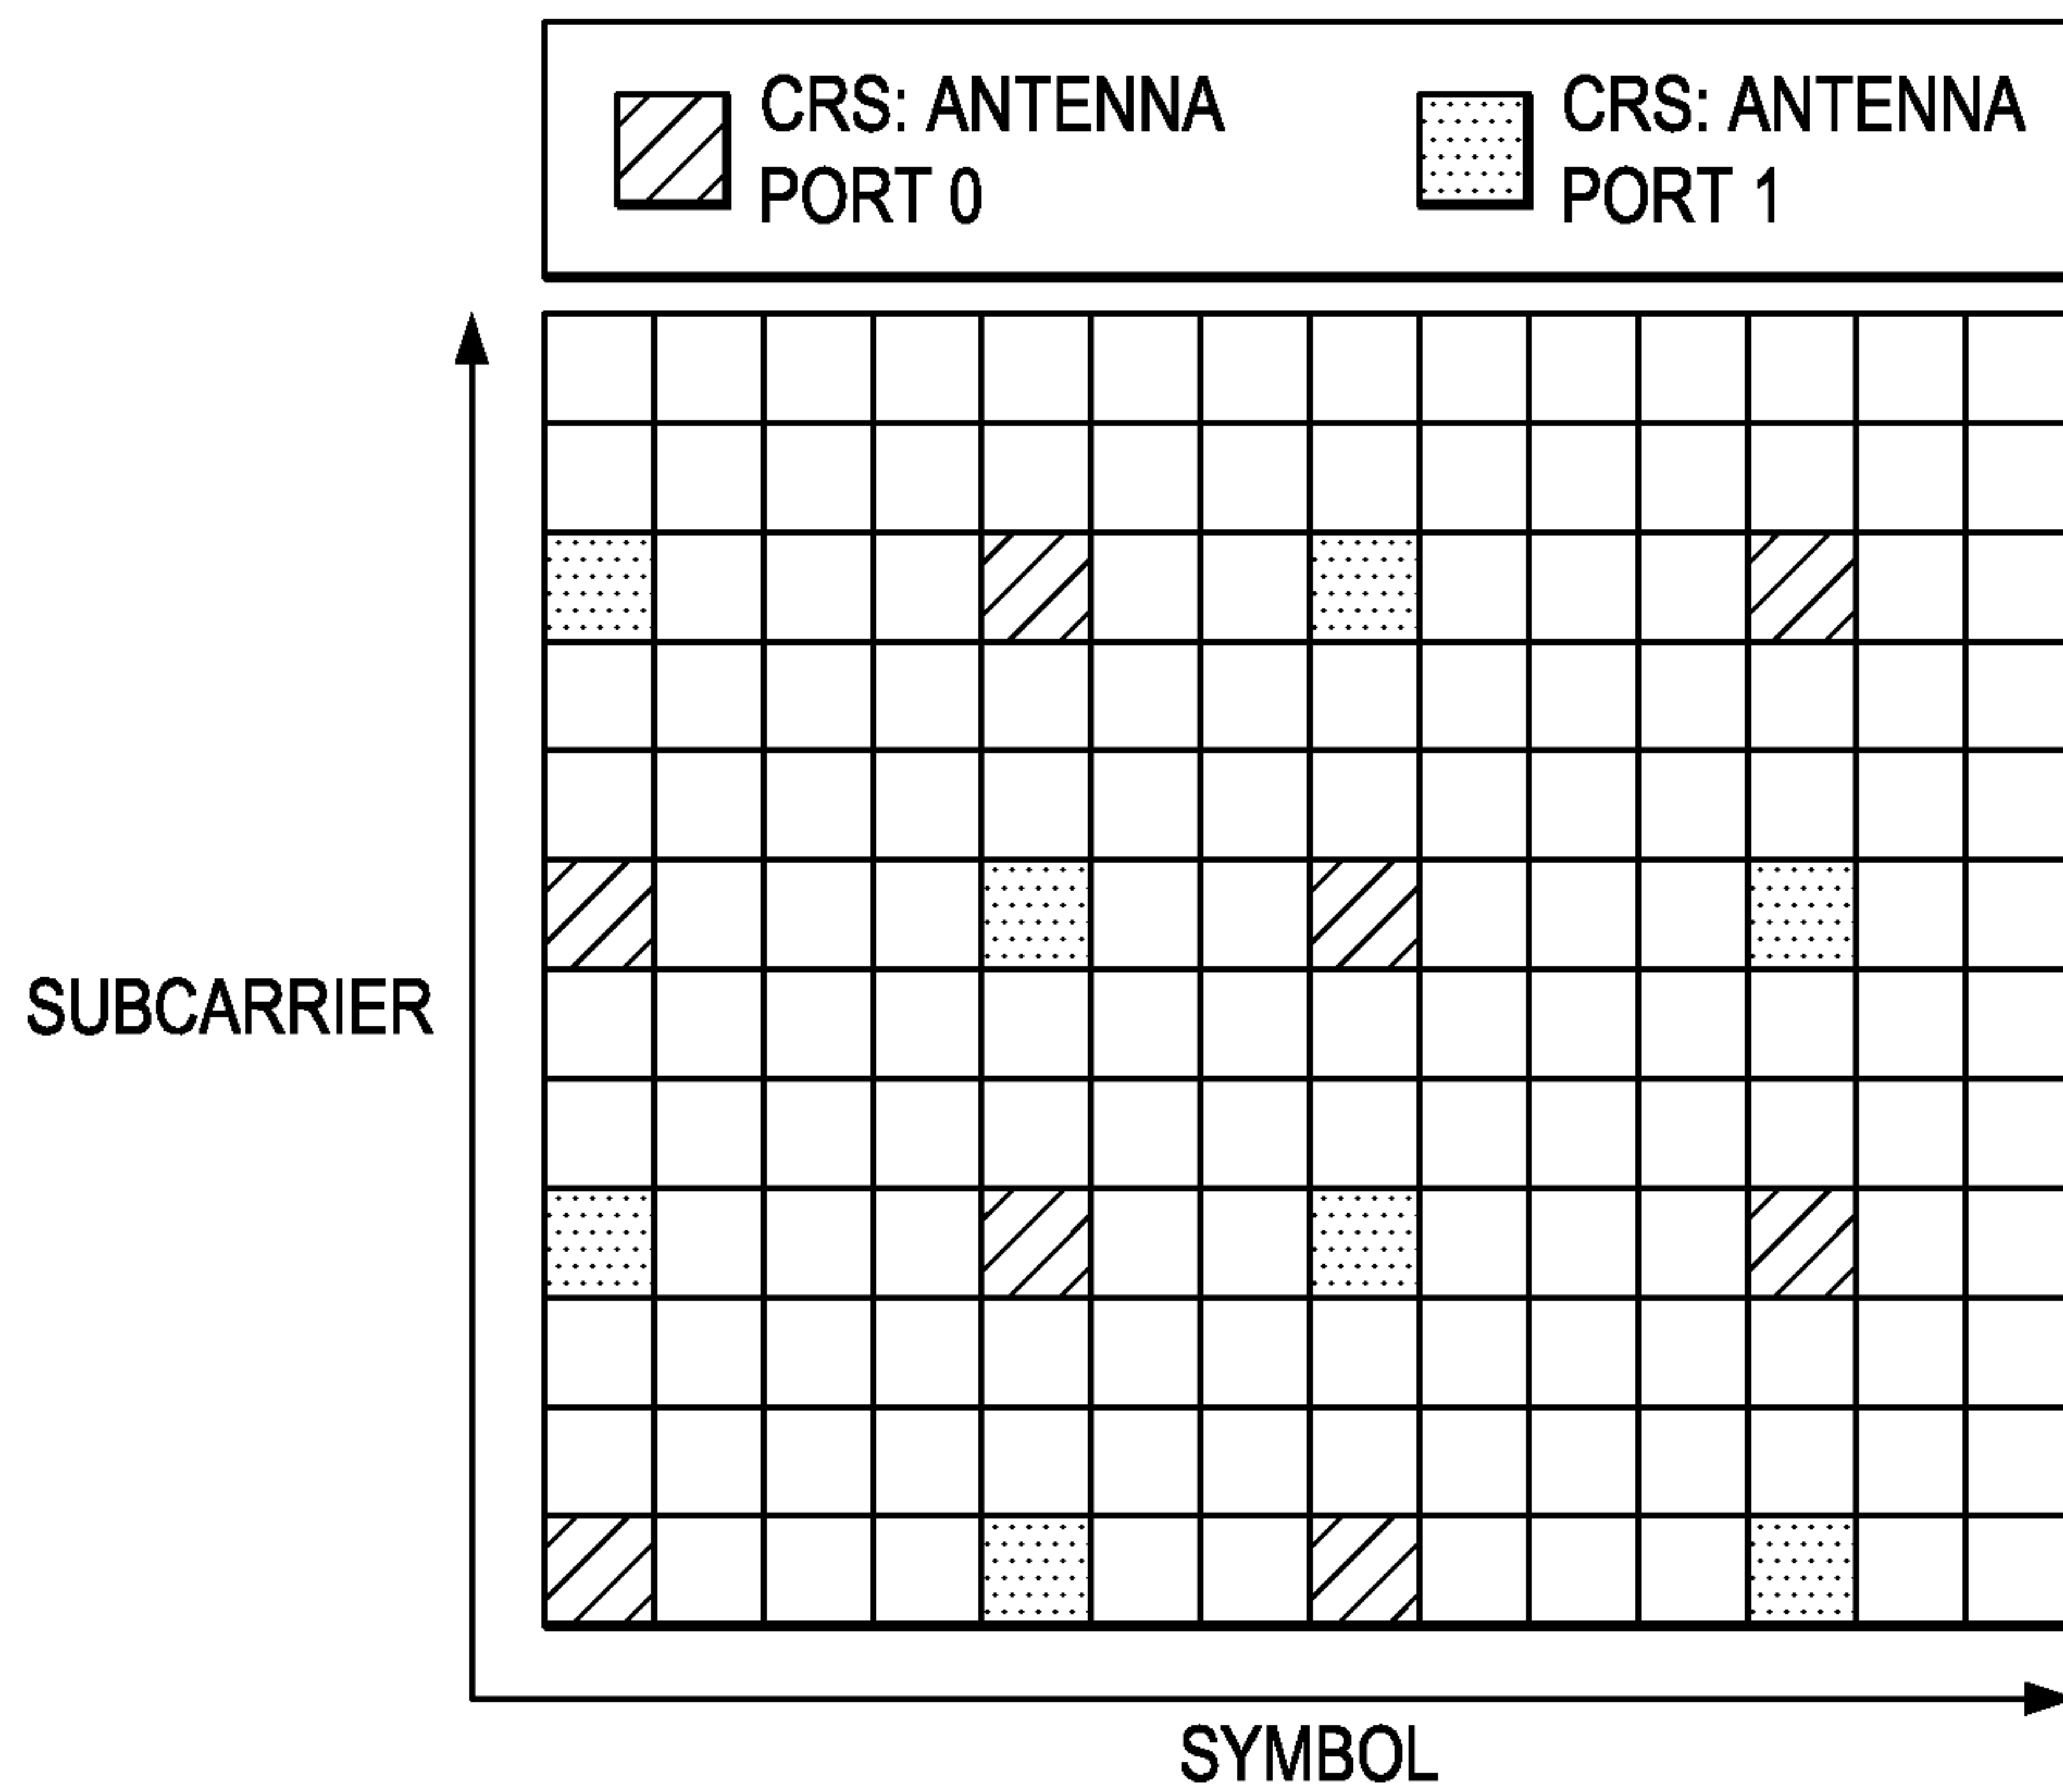 CRS: ANTENNA
PORT 0
CRS: ANTENNA
PORT 1
SUBCARRIER
SYMBOL